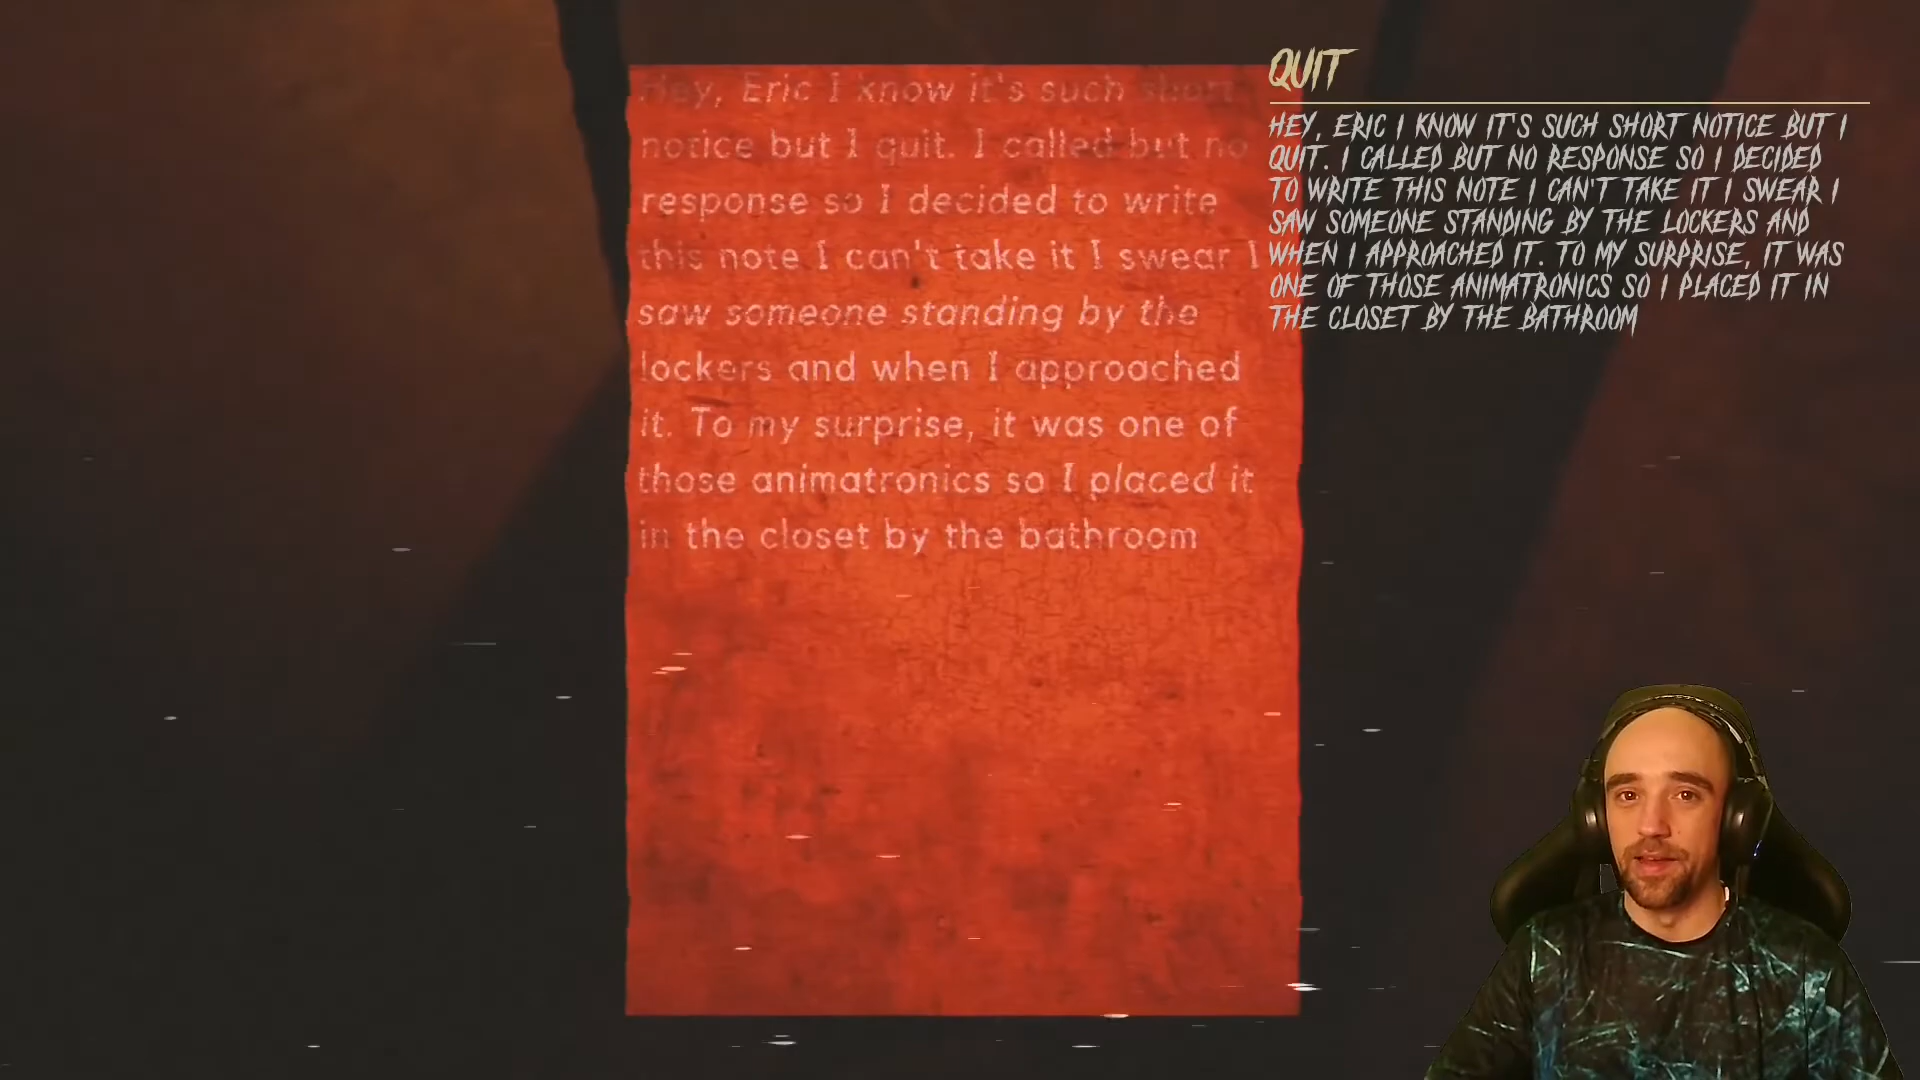 Hey, Eric I know it's such short
notice but I quit. I called but no
response so I decided to write
this note I can't take it I swear I
saw someone standing by the
lockers and when I approached
it. To my surprise, it was one of
those animatronics so I placed it
in the closet by the bathroom
QUIT
HEY, ERIC I KNOW IT'S SUCH SHORT NOTICE BUT I
QUIT. I CALLED BUT NO RESPONSE SO I DECIDED
TO WRITE THIS NOTE I CAN'T TAKE IT I SWEAR I
SAW SOMEONE STANDING BY THE LOCKERS AND
WHEN I APPROACHED IT. TO MY SURPRISE, IT WAS
ONE OF THOSE ANIMATRONICS SO I PLACED IT IN
THE CLOSET BY THE BATHROOM